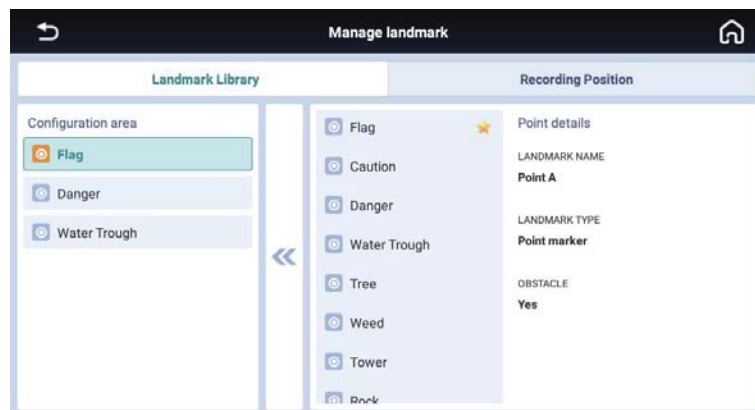 Manage landmark
Landmark Library
Recording Position
Configuration area
Flag
Danger
Water Trough
Flag
Caution
Danger
Water Trough
Tree
Weed
Tower
Rock
Point details
LANDMARK NAME
Point A
LANDMARK TYPE
Point marker
OBSTACLE
Yes